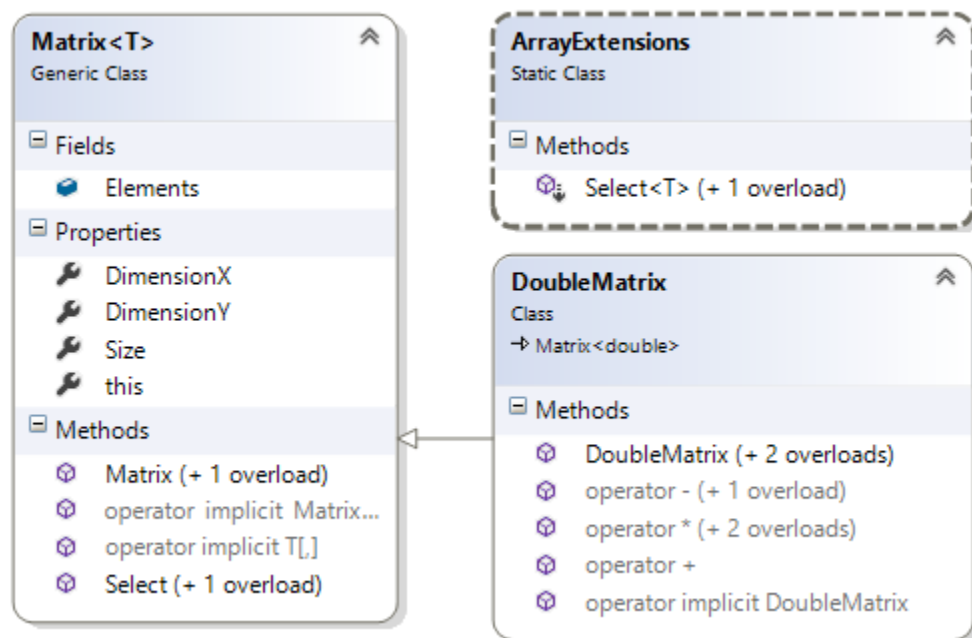 Matrix<T>
Generic Class
Fields
Elements
Properties
DimensionX
DimensionY
Size
this
Methods
Matrix (+ 1 overload)
operator implicit Matrix...
operator implicit T[,]
Select (+ 1 overload)
ArrayExtensions
Static Class
Methods
Select<T> (+ 1 overload)
DoubleMatrix
Class
Matrix<double>
Methods
DoubleMatrix (+ 2 overloads)
operator - (+ 1 overload)
operator * (+ 2 overloads)
operator +
operator implicit DoubleMatrix